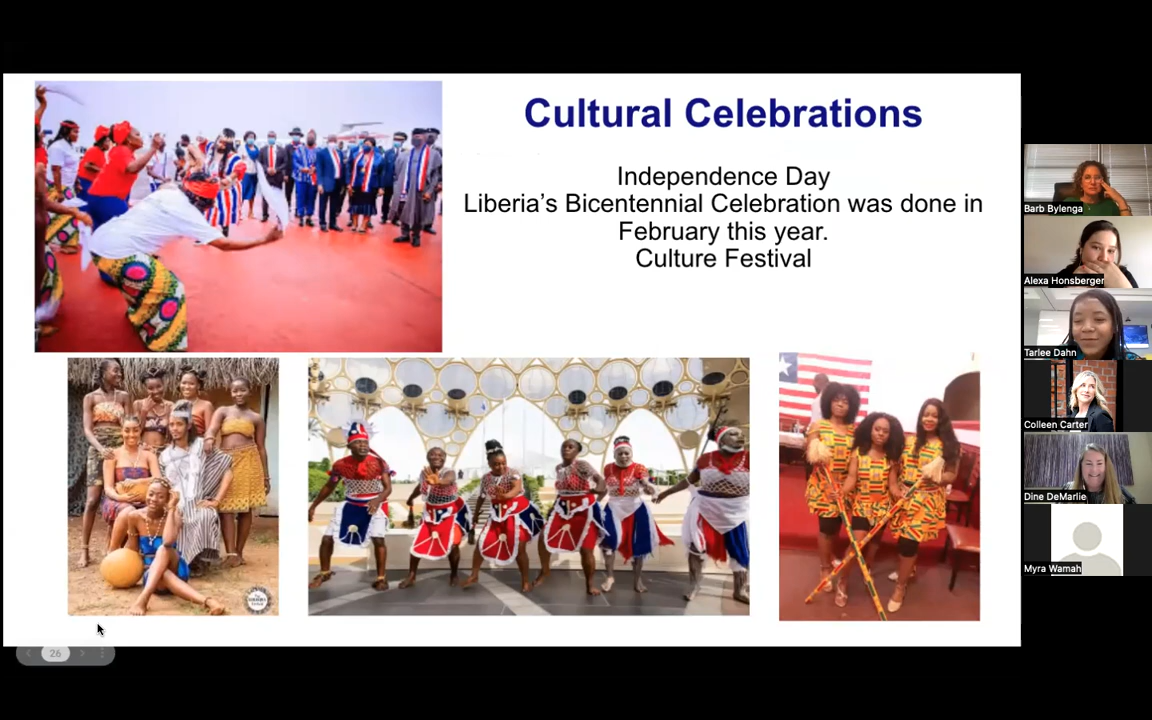 Cultural Celebrations
Independence Day
Liberia’s Bicentennial Celebration was done in
February this year.
Culture Festival
Barb Bylenga
Alexa Honsberger
Tarlee Dahn
Colleen Carter
Dine DeMarlie
Myra Wamah
26